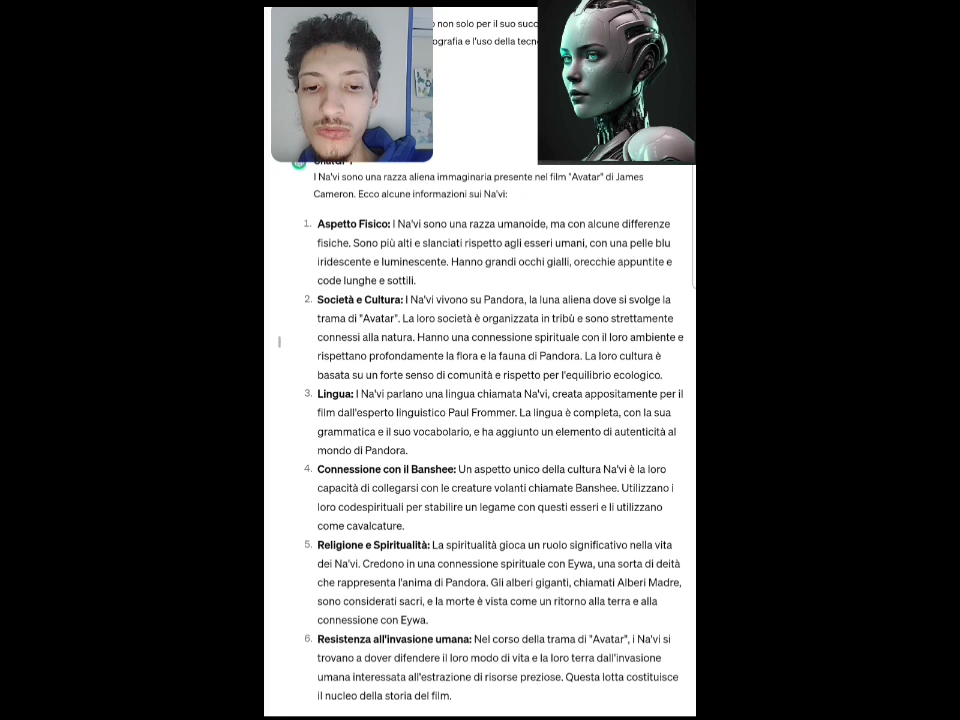 non solo per il suo succ
ografia e l'uso della tecn
ChatGPT
I Na'vi sono una razza aliena immaginaria presente nel film "Avatar" di James
Cameron. Ecco alcune informazioni sui Na'vi:
1. Aspetto Fisico: I Na'vi sono una razza umanoide, ma con alcune differenze
fisiche. Sono più alti e slanciati rispetto agli esseri umani, con una pelle blu
iridescente e luminescente. Hanno grandi occhi gialli, orecchie appuntite e
code lunghe e sottili.
2. Società e Cultura: I Na'vi vivono su Pandora, la luna aliena dove si svolge la
trama di "Avatar". La loro società è organizzata in tribù e sono strettamente
connessi alla natura. Hanno una connessione spirituale con il loro ambiente e
rispettano profondamente la flora e la fauna di Pandora. La loro cultura è
basata su un forte senso di comunità e rispetto per l'equilibrio ecologico.
3. Lingua: I Na'vi parlano una lingua chiamata Na'vi, creata appositamente per il
film dall'esperto linguistico Paul Frommer. La lingua è completa, con la sua
grammatica e il suo vocabolario, e ha aggiunto un elemento di autenticità al
mondo di Pandora.
4. Connessione con il Banshee: Un aspetto unico della cultura Na'vi è la loro
capacità di collegarsi con le creature volanti chiamate Banshee. Utilizzano i
loro codespirituali per stabilire un legame con questi esseri e li utilizzano
come cavalcature.
5. Religione e Spiritualità: La spiritualità gioca un ruolo significativo nella vita
dei Na'vi. Credono in una connessione spirituale con Eywa, una sorta di deità
che rappresenta l'anima di Pandora. Gli alberi giganti, chiamati Alberi Madre,
sono considerati sacri, e la morte è vista come un ritorno alla terra e alla
connessione con Eywa.
6. Resistenza all'invasione umana: Nel corso della trama di "Avatar", i Na'vi si
trovano a dover difendere il loro modo di vita e la loro terra dall'invasione
umana interessata all'estrazione di risorse preziose. Questa lotta costituisce
il nucleo della storia del film.